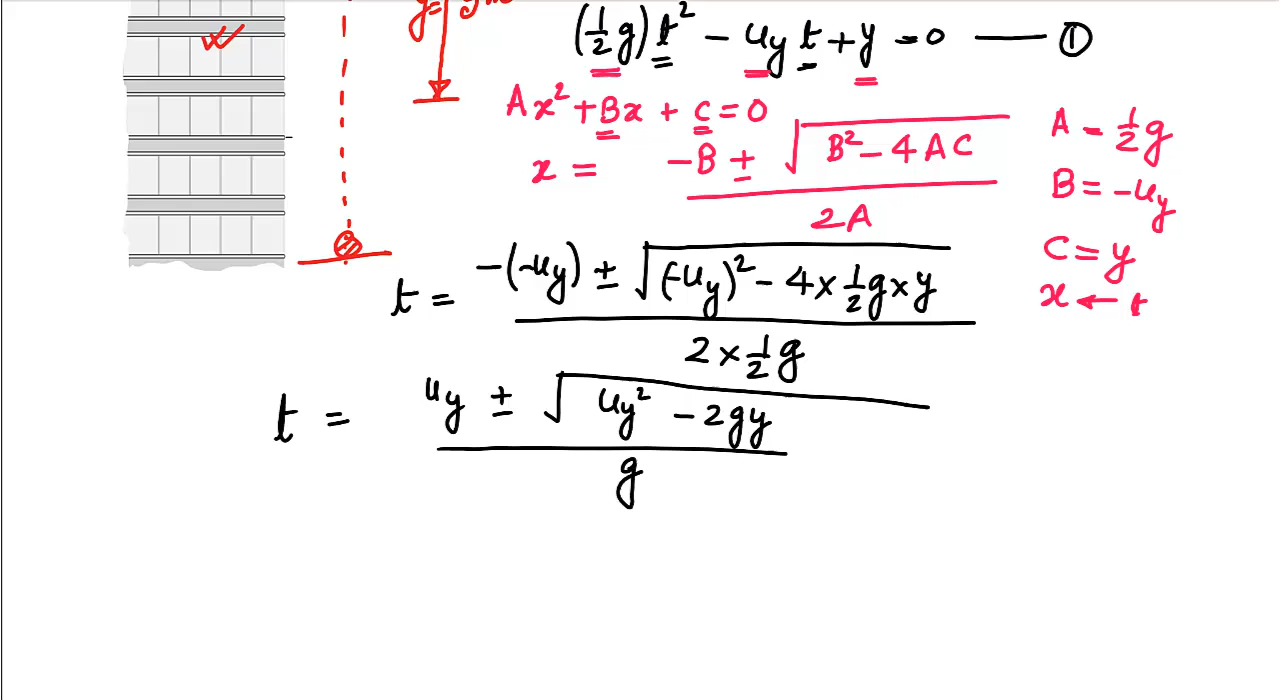 (1/2 g) t² − u_y t + y = 0 —— ①
Ax² + Bx + C = 0
x = (−B ± √(B² − 4AC)) / 2A
A = 1/2 g
B = −u_y
C = y
x ← t
t = (−(−u_y) ± √((−u_y)² − 4 × 1/2 g × y)) / (2 × 1/2 g)
t = (u_y ± √(u_y² − 2gy)) / g